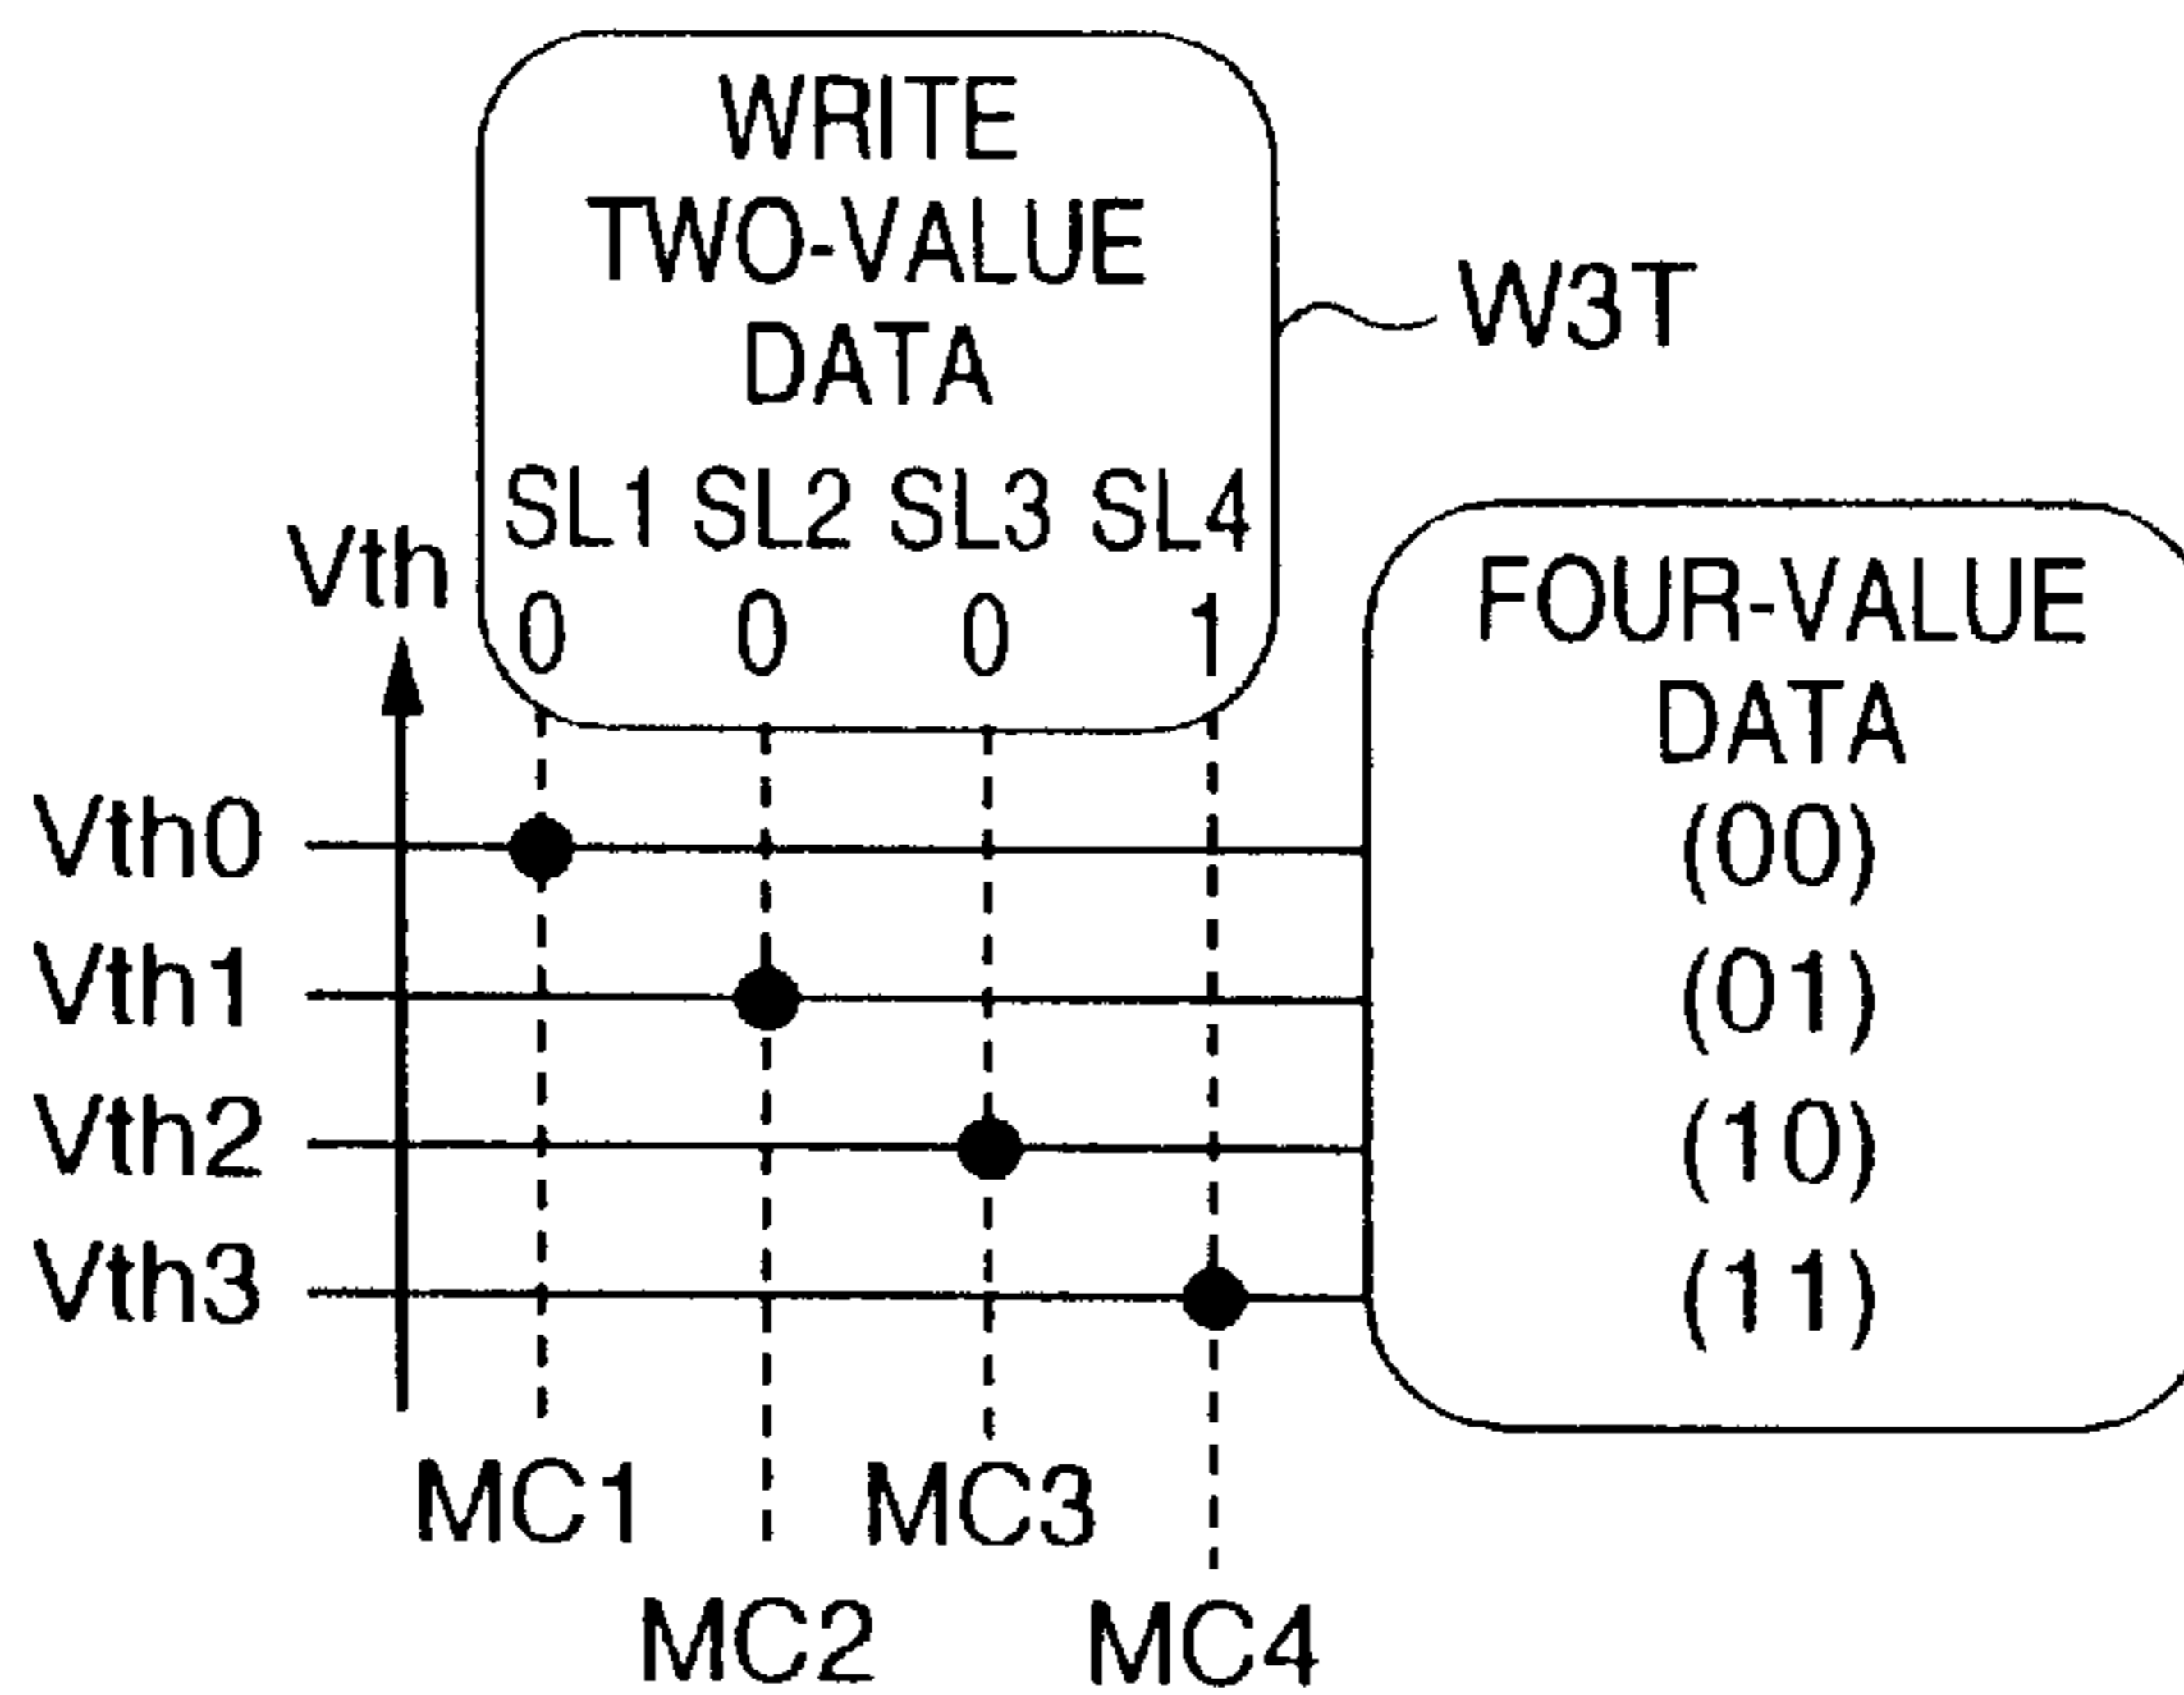 WRITE
TWO-VALUE
DATA
W3T
SL1 SL2 SL3 SL4
0 0 0 1
Vth
FOUR-VALUE
DATA
Vth0 (00)
Vth1 (01)
Vth2 (10)
Vth3 (11)
MC1 MC3
MC2 MC4